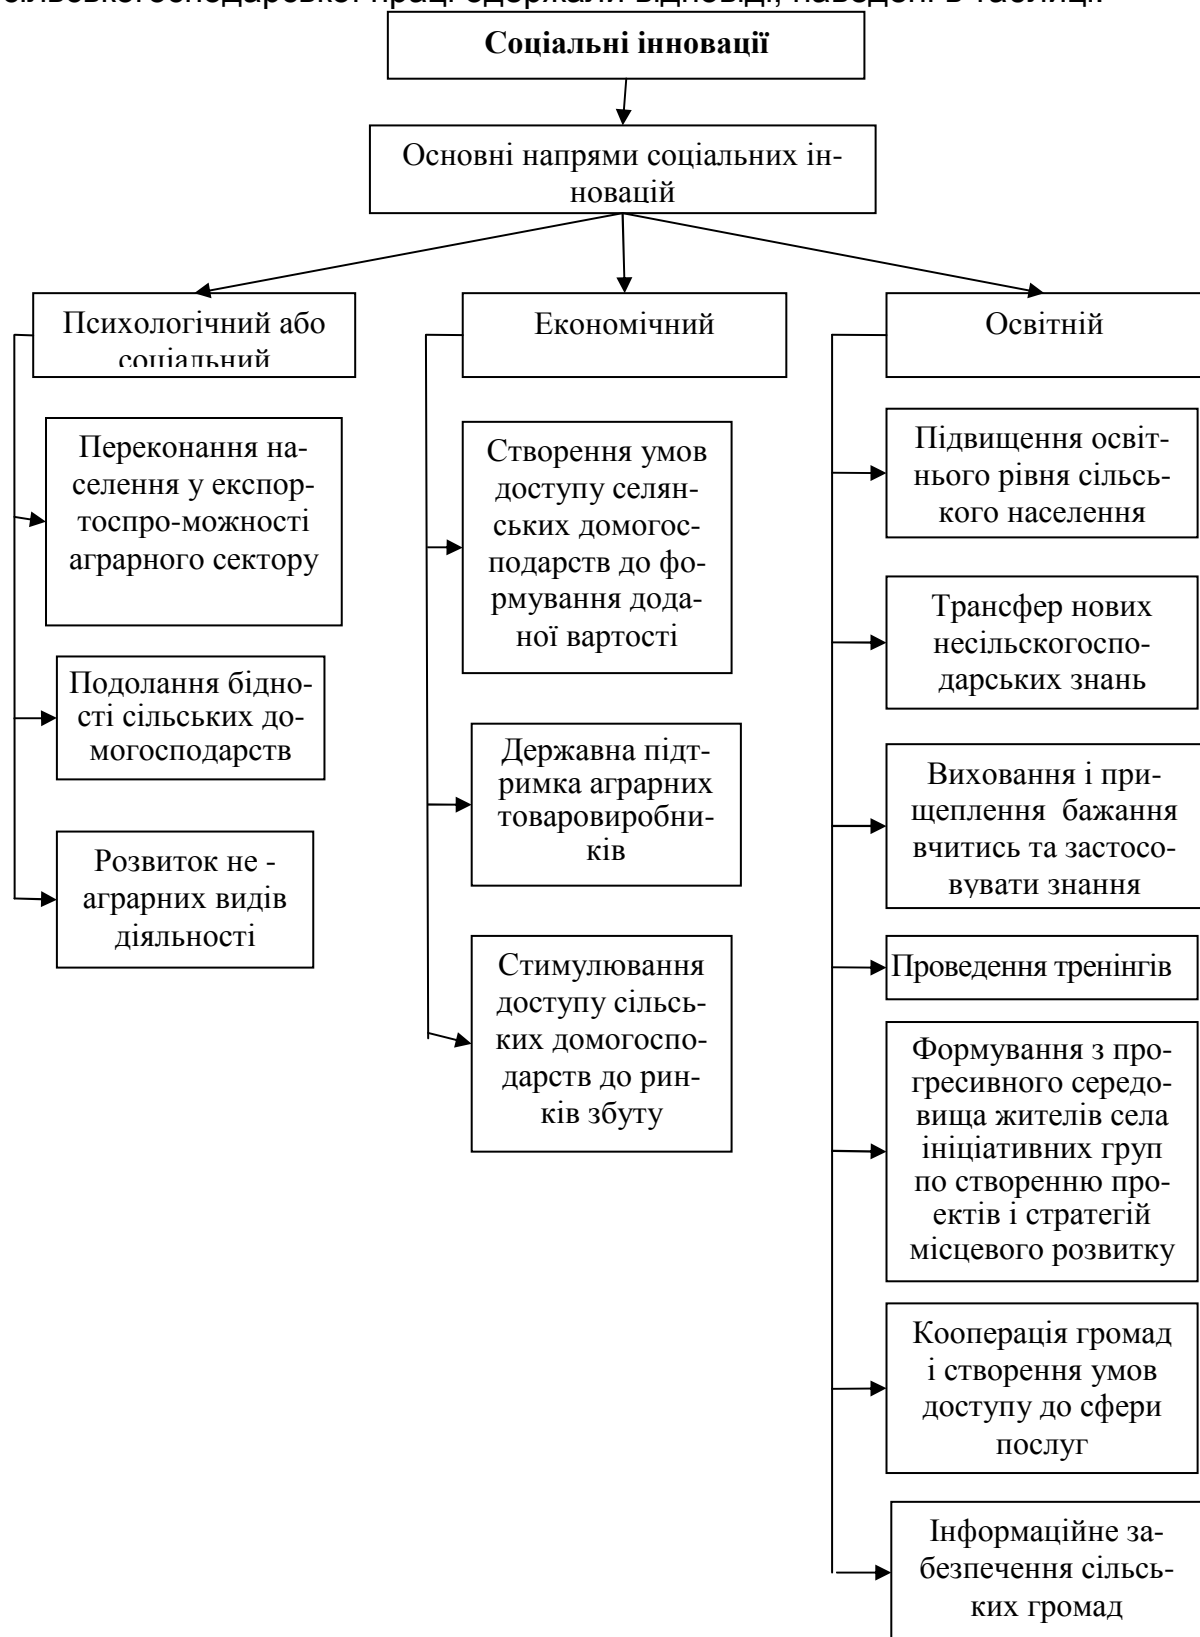 сільськогосподарської праці одержали відповіді, наведені в таблиці.
Соціальні інновації
Основні напрями соціальних ін-
новацій
Психологічний або
соціальний
Переконання на-
селення у експор-
тоспро-можності
аграрного сектору
Подолання бідно-
сті сільських до-
могосподарств
Розвиток не -
аграрних видів
діяльності
Економічний
Створення умов
доступу селян-
ських домогос-
подарств до фо-
рмування дода-
ної вартості
Державна підт-
римка аграрних
товаровиробни-
ків
Стимулювання
доступу сільсь-
ких домогоспо-
дарств до рин-
ків збуту
Освітній
Підвищення освіт-
нього рівня сільсь-
кого населення
Трансфер нових
несільскогоспо-
дарських знань
Виховання і при-
щеплення бажання
вчитись та застосо-
вувати знання
Проведення тренінгів
Формування з про-
гресивного середо-
вища жителів села
ініціативних груп
по створенню про-
ектів і стратегій
місцевого розвитку
Кооперація громад
і створення умов
доступу до сфери
послуг
Інформаційне за-
безпечення сільсь-
ких громад